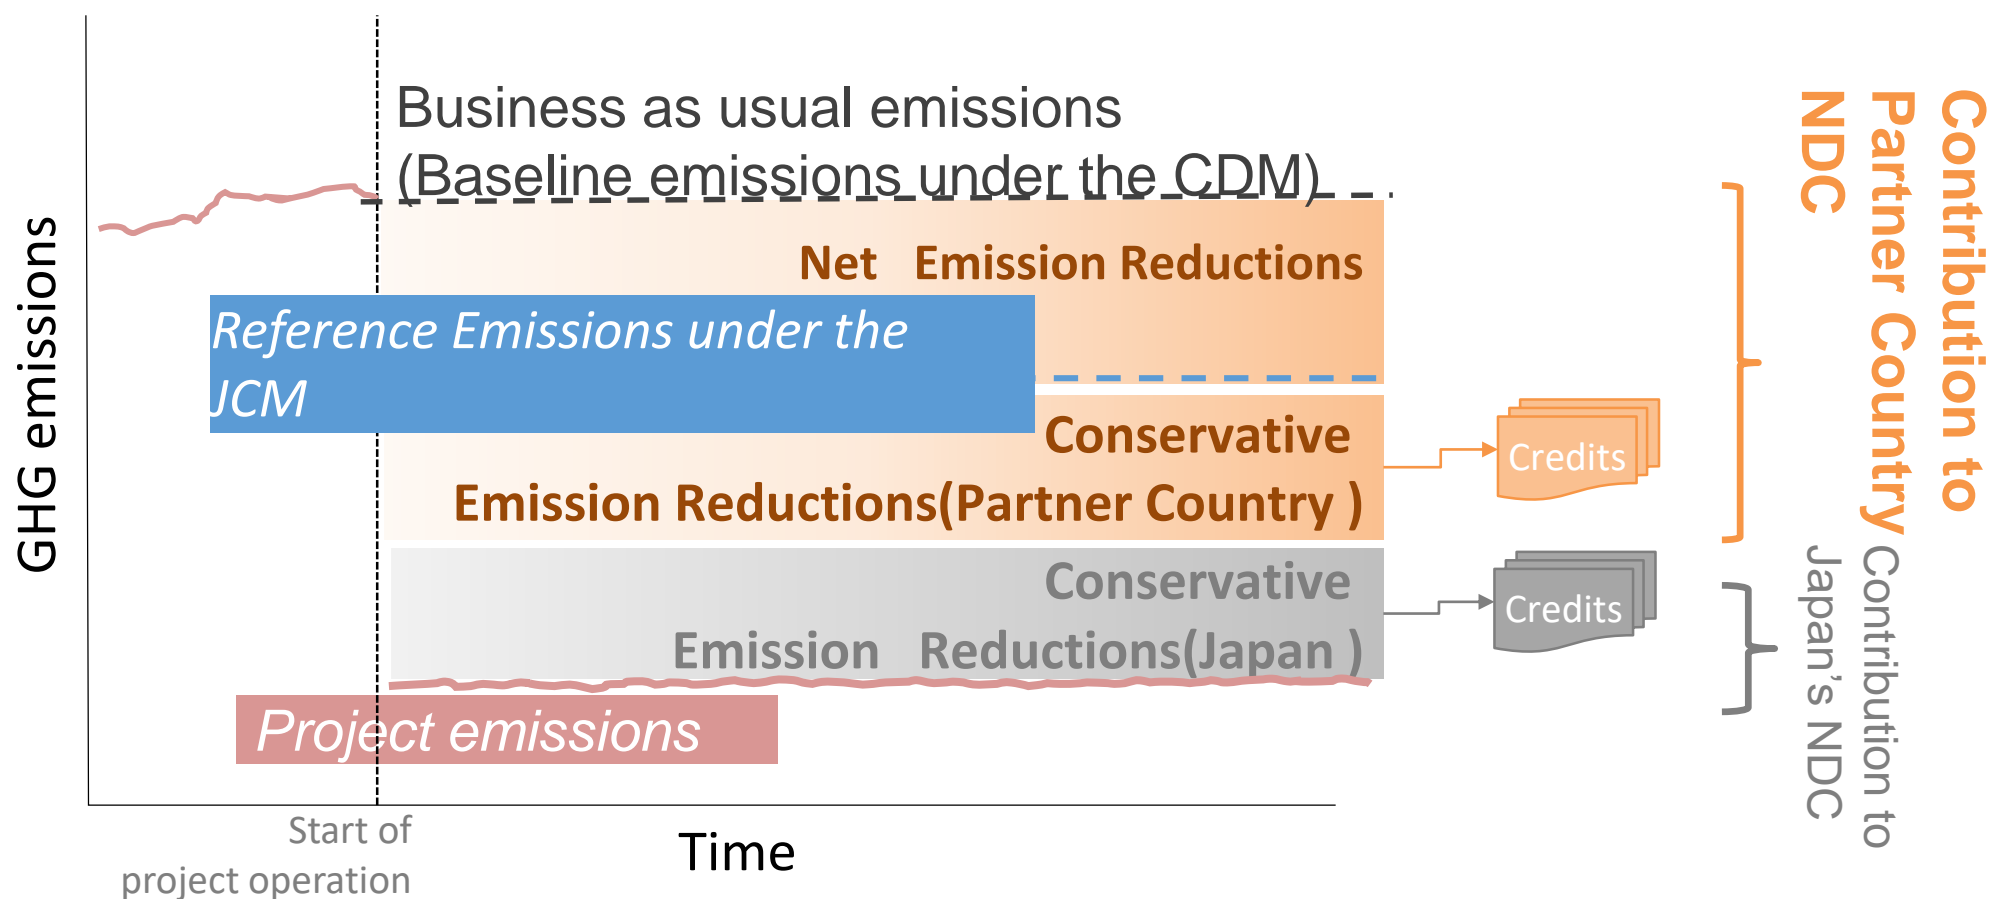 Business as usual emissions
(Baseline emissions under the CDM)
Net Emission Reductions
Reference Emissions under the
JCM
Conservative
Emission Reductions(Partner Country )
Credits
Conservative
Emission Reductions(Japan )
Credits
Project emissions
GHG emissions
Start of
project operation
Time
Contribution to
Partner Country
NDC
Contribution to
Japan’s NDC